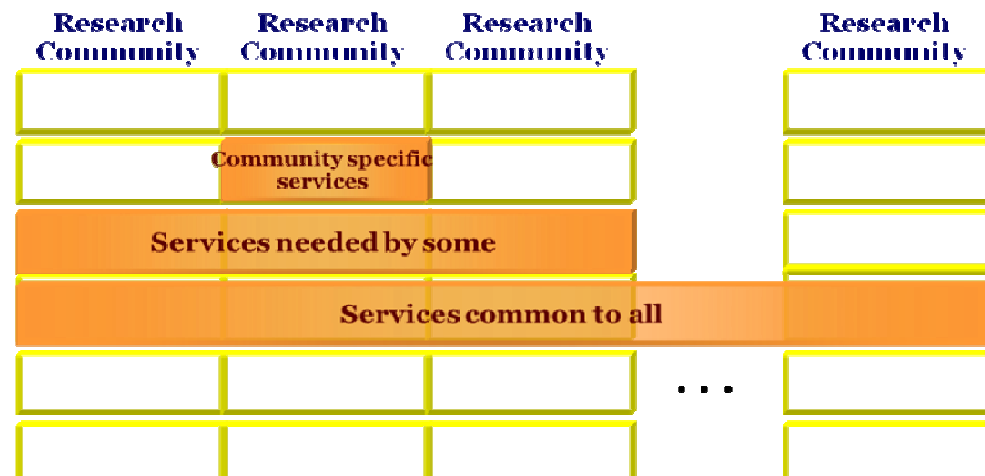 Research Community
Research Community
Research Community
Research Community
Community specific
services
Services needed by some
Services common to all
. . .